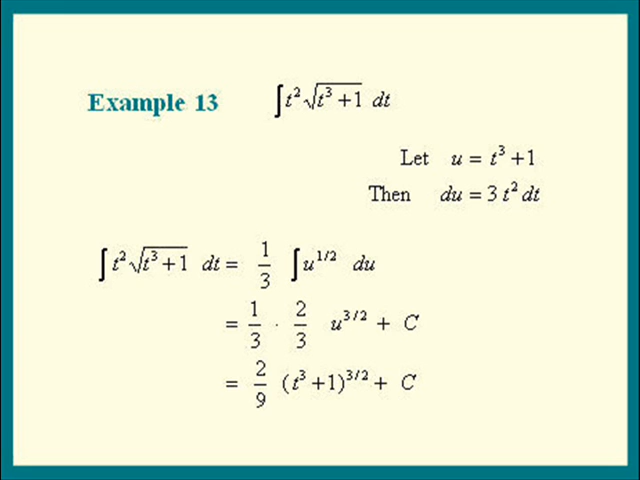 Example 13 ∫ t² √(t³ + 1) dt
Let u = t³ + 1
Then du = 3 t² dt
∫ t² √(t³ + 1) dt = 1/3 ∫ u^1/2 du
= 1/3 · 2/3 u^3/2 + C
= 2/9 (t³ + 1)^3/2 + C